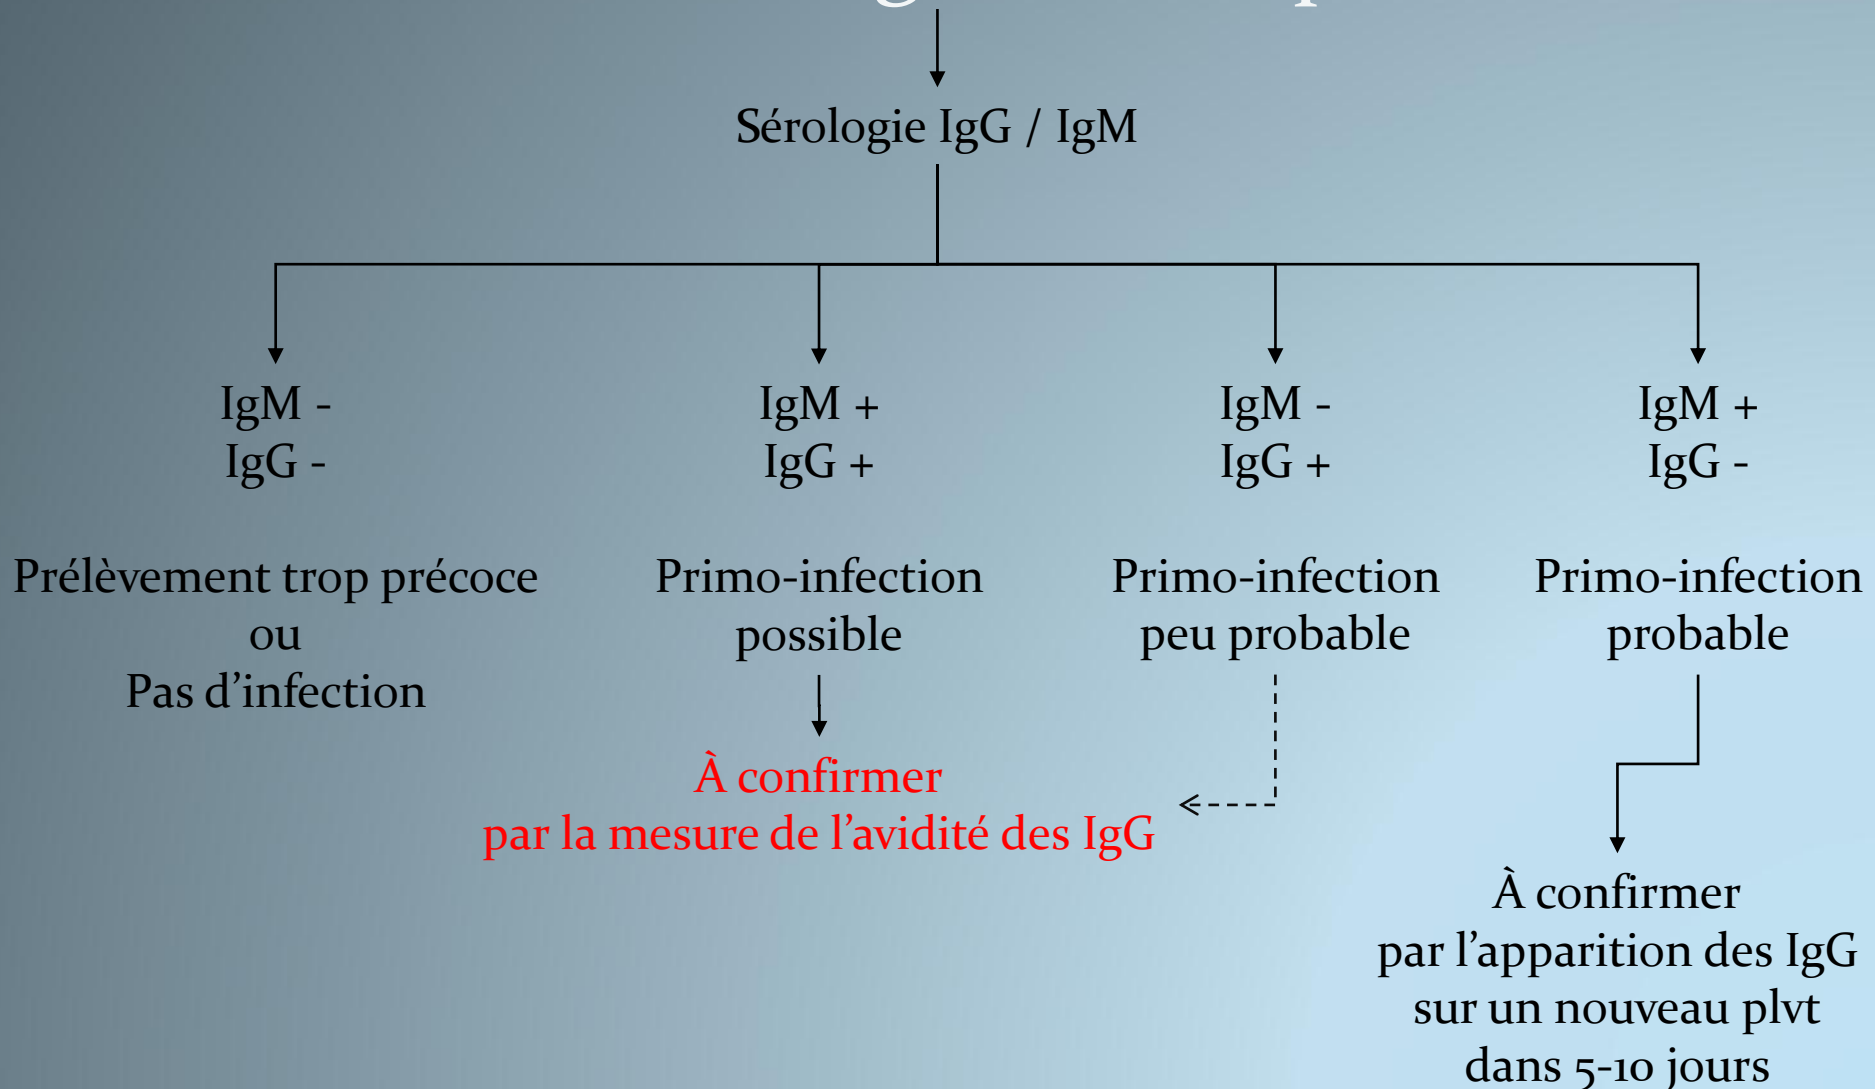 Sérologie IgG / IgM
IgM -
IgG -
Prélèvement trop précoce
ou
Pas d’infection
IgM +
IgG +
Primo-infection
possible
À confirmer
par la mesure de l’avidité des IgG
IgM -
IgG +
Primo-infection
peu probable
IgM +
IgG -
Primo-infection
probable
À confirmer
par l’apparition des IgG
sur un nouveau plvt
dans 5-10 jours